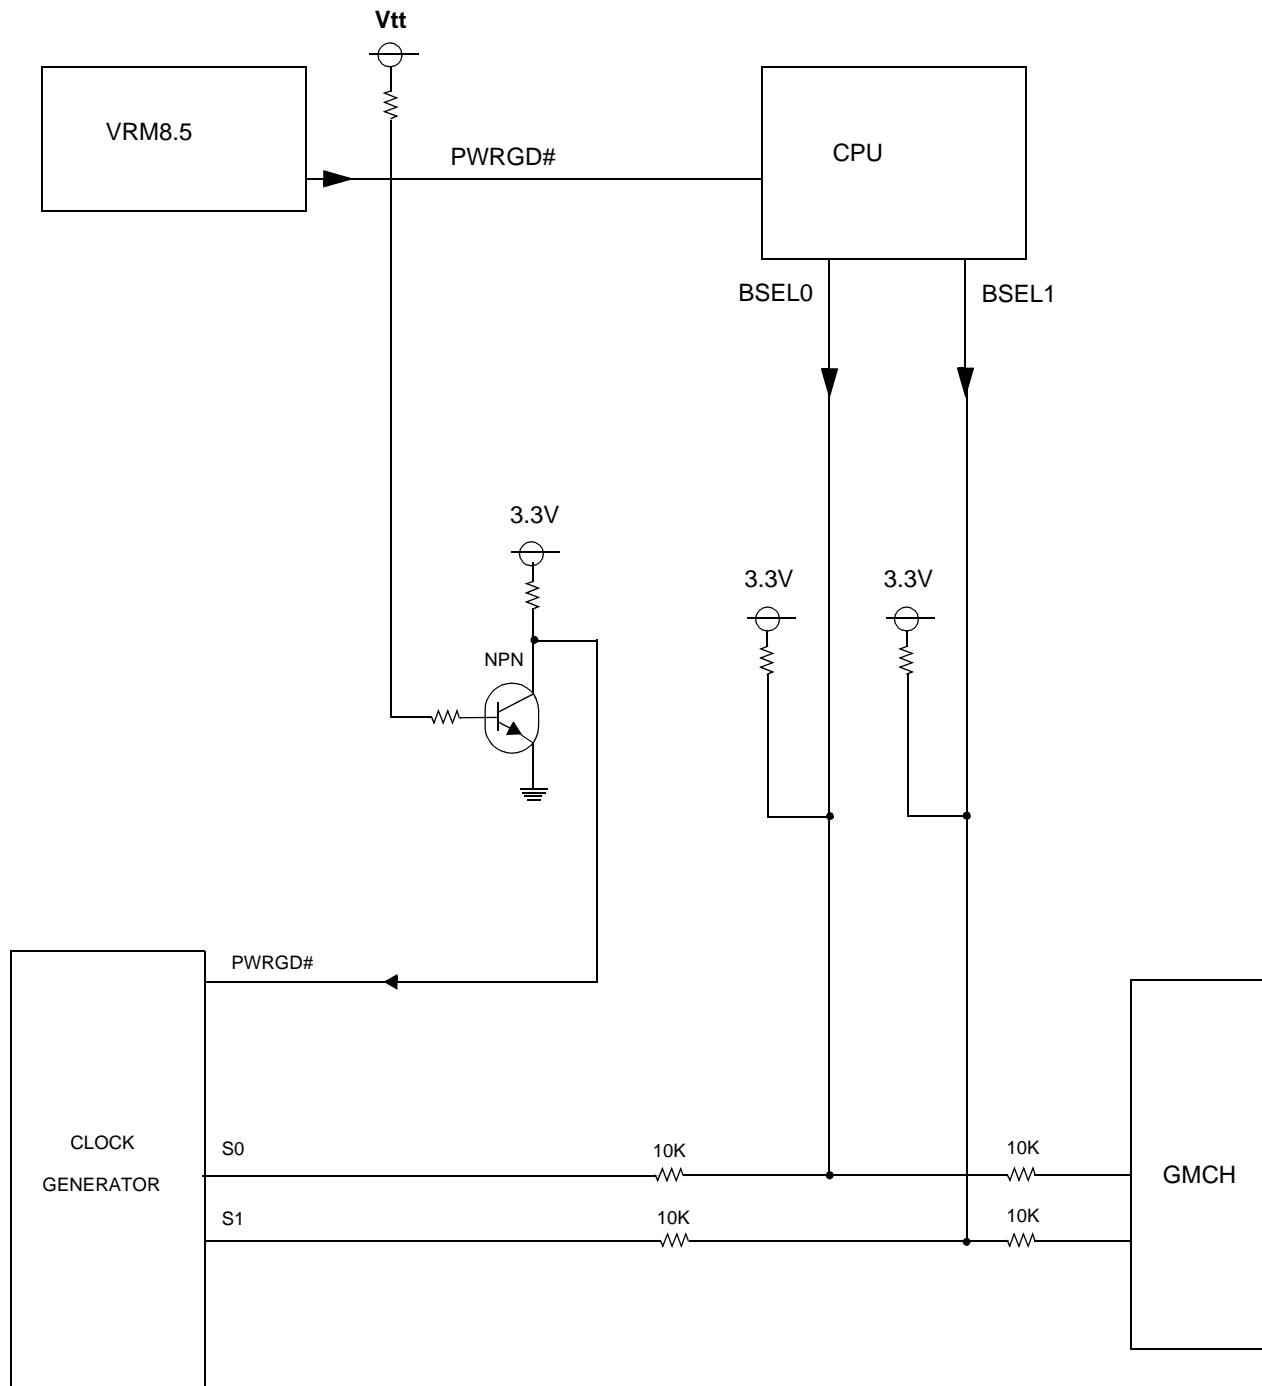 Vtt
VRM8.5
PWRGD#
CPU
BSEL0
BSEL1
3.3V
3.3V
3.3V
NPN
PWRGD#
CLOCK
GENERATOR
S0
10K
10K
GMCH
S1
10K
10K